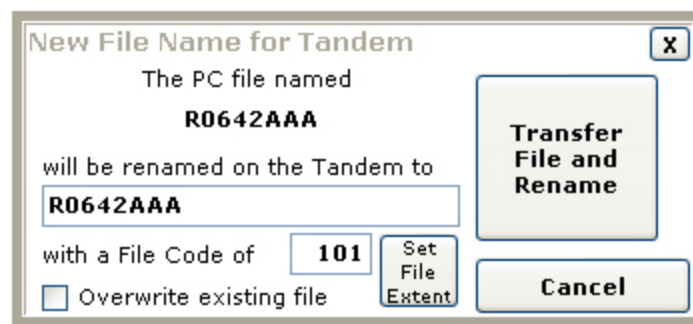 New File Name for Tandem
X
The PC file named
R0642AAA
will be renamed on the Tandem to
R0642AAA
with a File Code of 101
Set
File
Extent
Overwrite existing file
Transfer
File and
Rename
Cancel